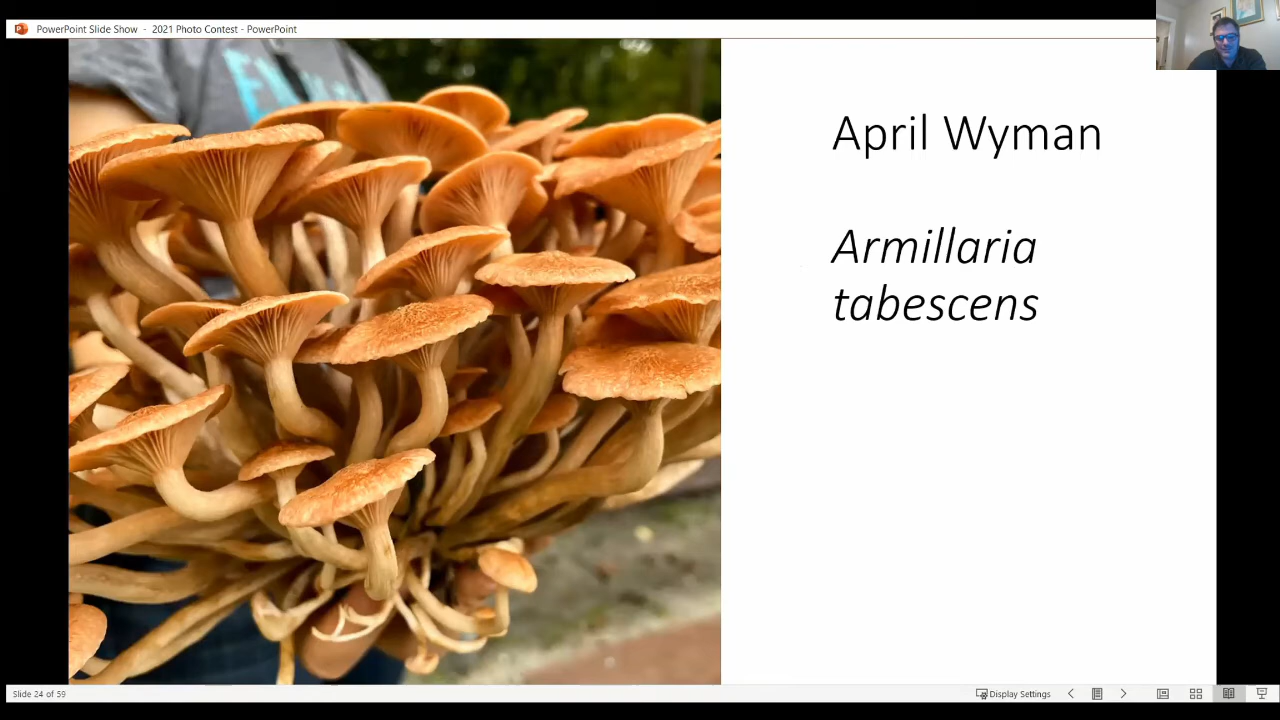 PowerPoint Slide Show - 2021 Photo Contest - PowerPoint
April Wyman
Armillaria
tabescens
Slide 24 of 59
Display Settings